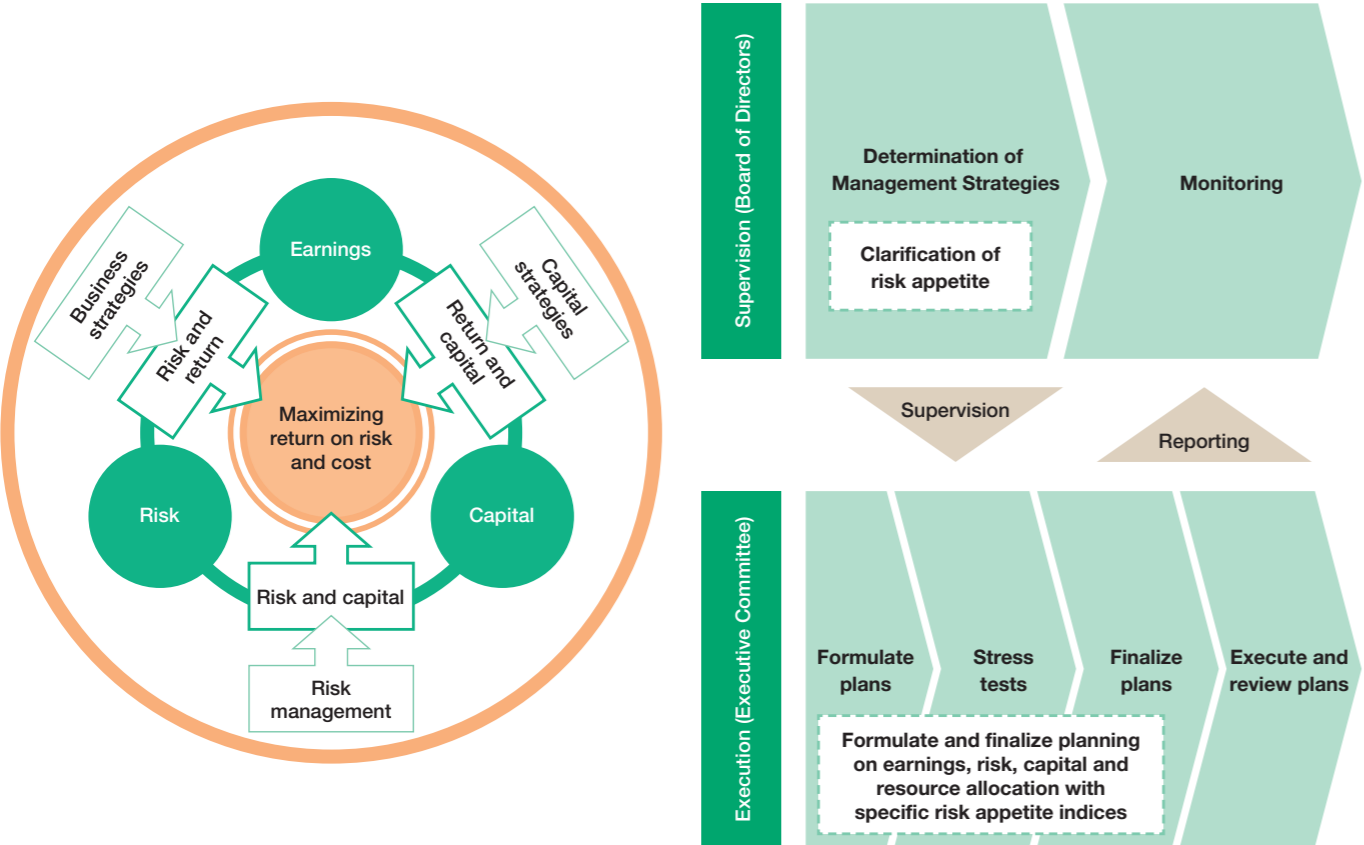 Earnings
Business
strategies
Risk and
return
Capital
strategies
Return and
capital
Maximizing
return on risk
and cost
Risk
Capital
Risk and capital
Risk
management
Supervision (Board of Directors)
Determination of
Management Strategies
Clarification of
risk appetite
Monitoring
Supervision
Reporting
Execution (Executive Committee)
Formulate
plans
Stress
tests
Finalize
plans
Execute and
review plans
Formulate and finalize planning
on earnings, risk, capital and
resource allocation with
specific risk appetite indices